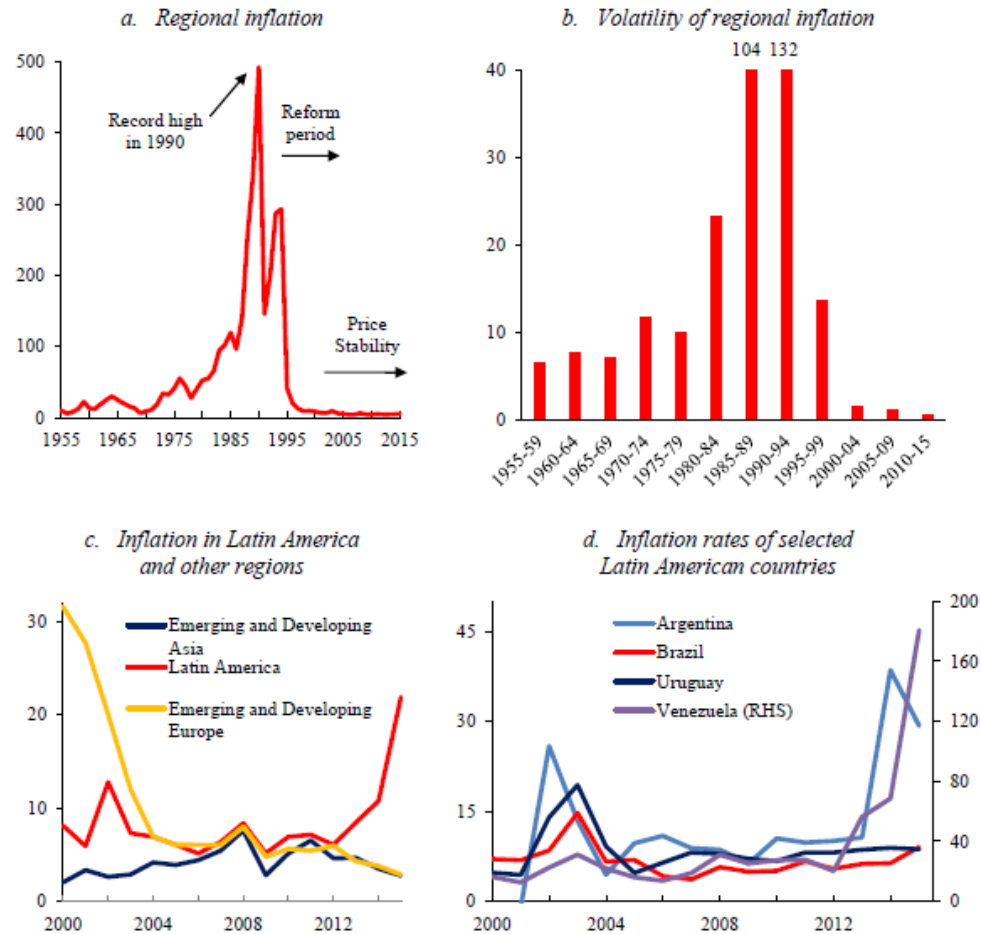 a. Regional inflation
500
400
300
200
100
0
Record high
in 1990
Reform
period
Price
Stability
1955 1965 1975 1985 1995 2005 2015
b. Volatility of regional inflation
104 132
40
30
20
10
0
1955-59
1960-64
1965-69
1970-74
1975-79
1980-84
1985-89
1990-94
1995-99
2000-04
2005-09
2010-15
c. Inflation in Latin America
and other regions
30
20
10
0
Emerging and Developing
Asia
Latin America
Emerging and Developing
Europe
2000 2004 2008 2012
d. Inflation rates of selected
Latin American countries
45
30
15
0
Argentina
Brazil
Uruguay
Venezuela (RHS)
200
160
120
80
40
0
2000 2004 2008 2012